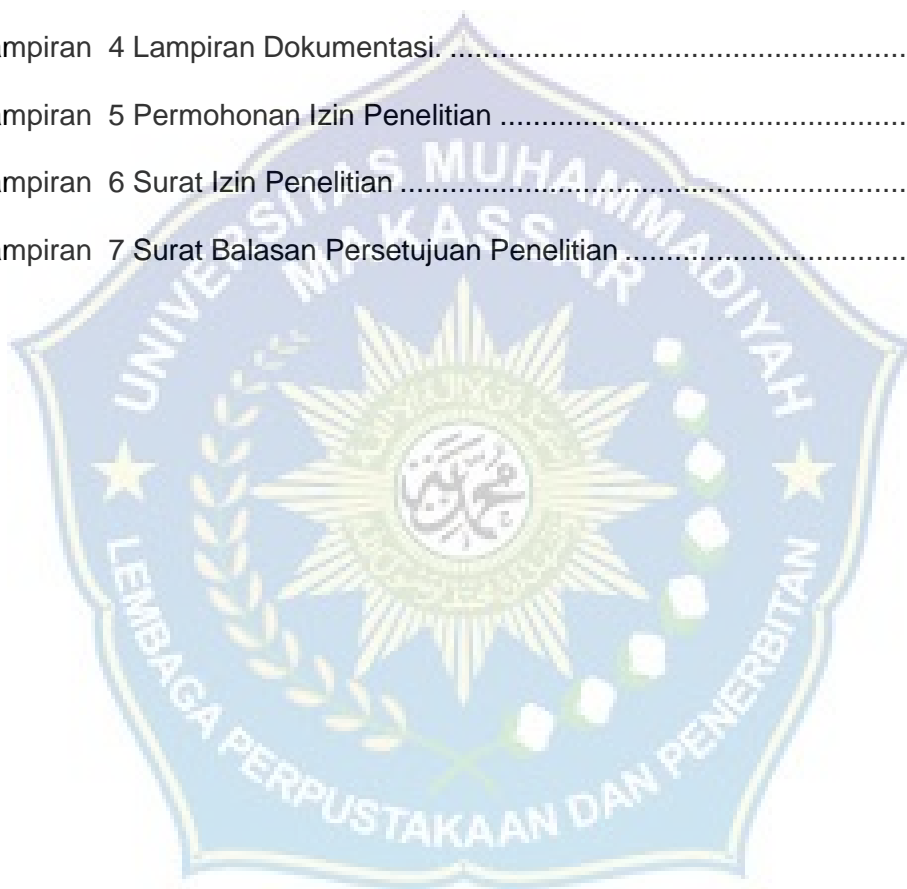 ampiran 4 Lampiran Dokumentasi. ......................................................................
ampiran 5 Permohonan Izin Penelitian ..............................................................
ampiran 6 Surat Izin Penelitian .............................................................................
ampiran 7 Surat Balasan Persetujuan Penelitian ...........................................
UNIVERSITAS MUHAMMADIYAH
MAKASSAR
محمدية
LEMBAGA PERPUSTAKAAN DAN PENERBITAN